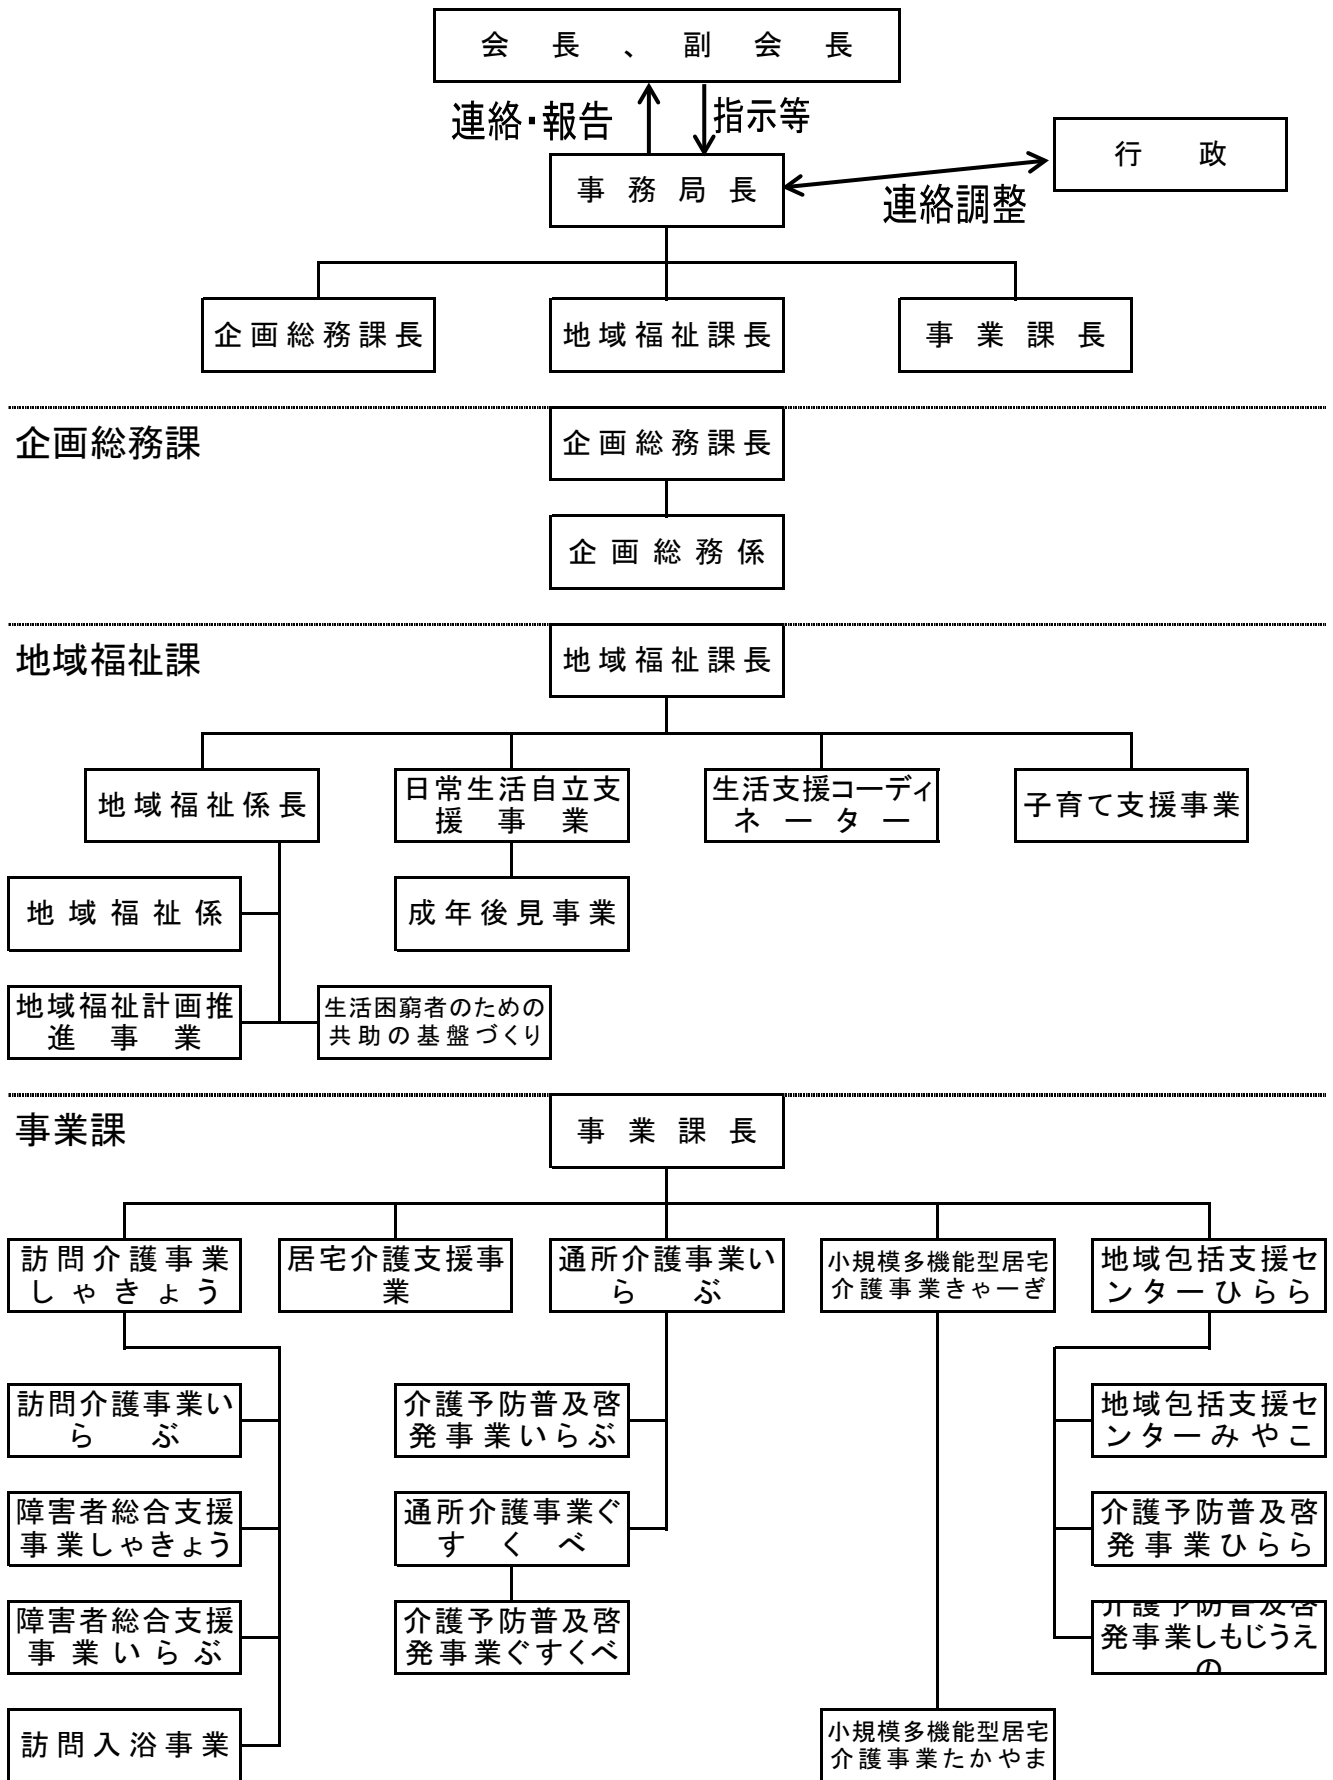 会長、副会長
連絡・報告
指示等
行政
事務局長
連絡調整
企画総務課長
地域福祉課長
事業課長
企画総務課
企画総務課長
企画総務係
地域福祉課
地域福祉課長
地域福祉係長
日常生活自立支
援事業
生活支援コーディ
ネーター
子育て支援事業
地域福祉係
成年後見事業
地域福祉計画推
進事業
生活困窮者のための
共助の基盤づくり
事業課
事業課長
訪問介護事業
しゃきょう
居宅介護支援事
業
通所介護事業い
らぶ
小規模多機能型居宅
介護事業きゃーぎ
地域包括支援セ
ンターひらら
訪問介護事業い
らぶ
介護予防普及啓
発事業いらぶ
地域包括支援セ
ンターみやこ
障害者総合支援
事業しゃきょう
通所介護事業ぐ
すくべ
介護予防普及啓
発事業ひらら
障害者総合支援
事業いらぶ
介護予防普及啓
発事業ぐすくべ
介護予防普及啓
発事業しもじうえ
の
訪問入浴事業
小規模多機能型居宅
介護事業たかやま